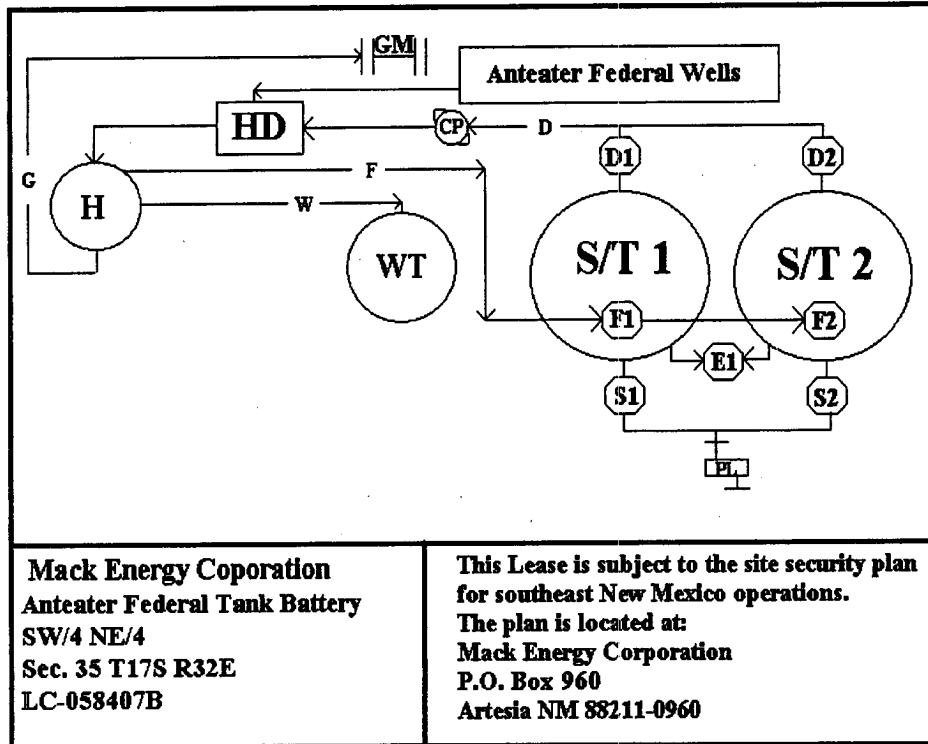 GM
Anteater Federal Wells
HD
CP
D
D1
D2
G
H
F
W
WT
S/T 1
S/T 2
F1
F2
E1
S1
S2
PL
Mack Energy Coporation
Anteater Federal Tank Battery
SW/4 NE/4
Sec. 35 T17S R32E
LC-058407B
This Lease is subject to the site security plan
for southeast New Mexico operations.
The plan is located at:
Mack Energy Corporation
P.O. Box 960
Artesia NM 88211-0960